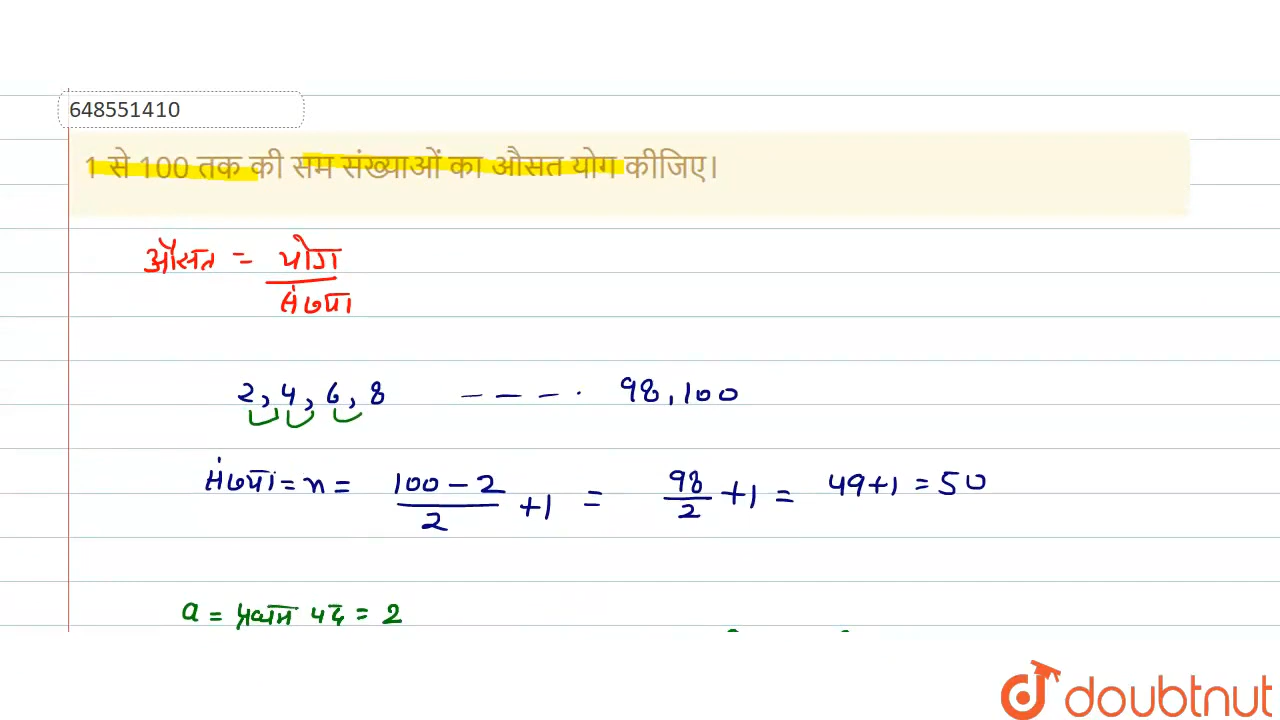 648551410
1 से 100 तक की सम संख्याओं का औसत योग कीजिए।
औसत = योग
संख्या
2, 4, 6, 8 - - - . 98, 100
संख्या = n = 100 - 2 / 2 + 1 = 98 / 2 + 1 = 49 + 1 = 50
a = प्रथम पद = 2
doubtnut